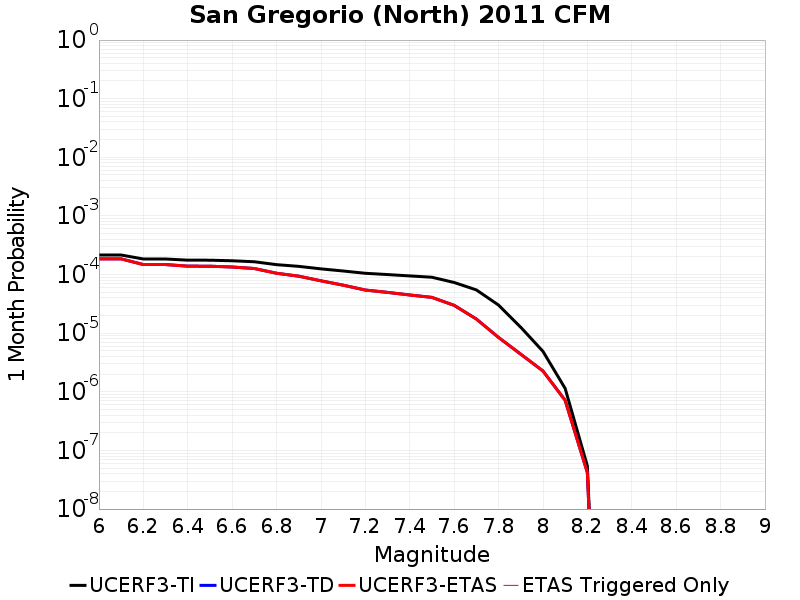 San Gregorio (North) 2011 CFM
10^0
10^-1
10^-2
10^-3
10^-4
10^-5
10^-6
10^-7
10^-8
1 Month Probability
6 6.2 6.4 6.6 6.8 7 7.2 7.4 7.6 7.8 8 8.2 8.4 8.6 8.8 9
Magnitude
UCERF3-TI UCERF3-TD UCERF3-ETAS ETAS Triggered Only